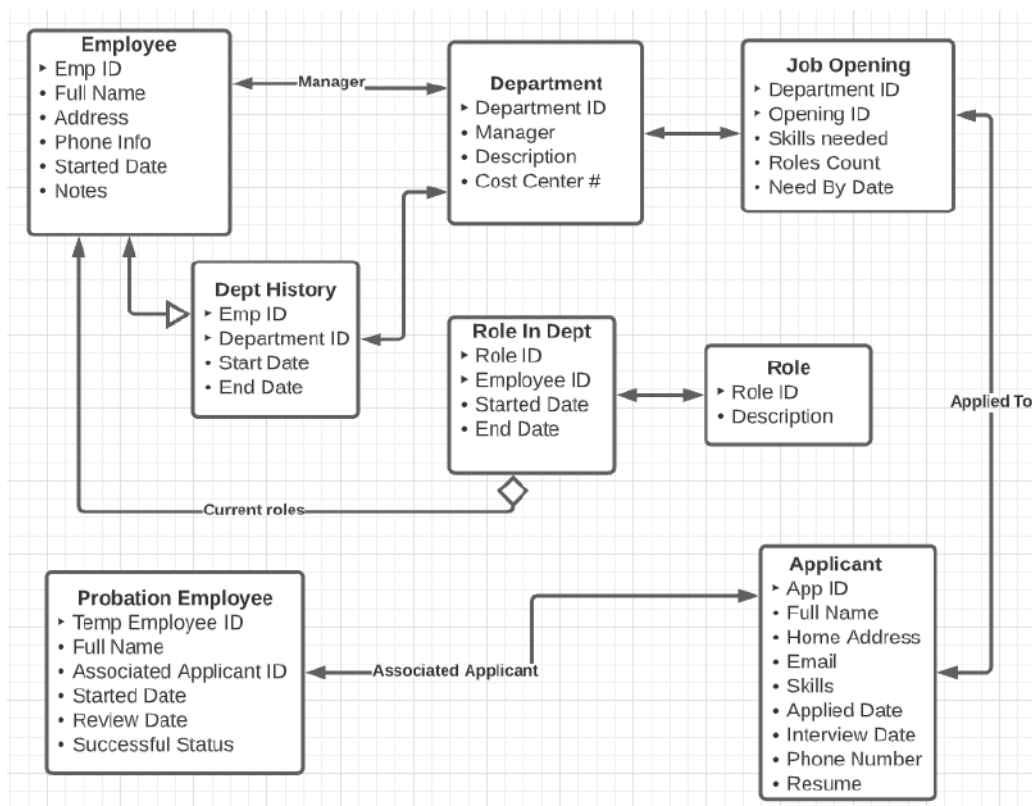 Employee
‣ Emp ID
• Full Name
• Address
• Phone Info
• Started Date
• Notes
Manager
Department
‣ Department ID
• Manager
• Description
• Cost Center #
Job Opening
‣ Department ID
‣ Opening ID
• Skills needed
• Roles Count
• Need By Date
Dept History
‣ Emp ID
‣ Department ID
• Start Date
• End Date
Role In Dept
‣ Role ID
‣ Employee ID
• Started Date
• End Date
Role
‣ Role ID
• Description
Applied To
Current roles
Probation Employee
‣ Temp Employee ID
• Full Name
• Associated Applicant ID
• Started Date
• Review Date
• Successful Status
Associated Applicant
Applicant
‣ App ID
• Full Name
• Home Address
• Email
• Skills
• Applied Date
• Interview Date
• Phone Number
• Resume